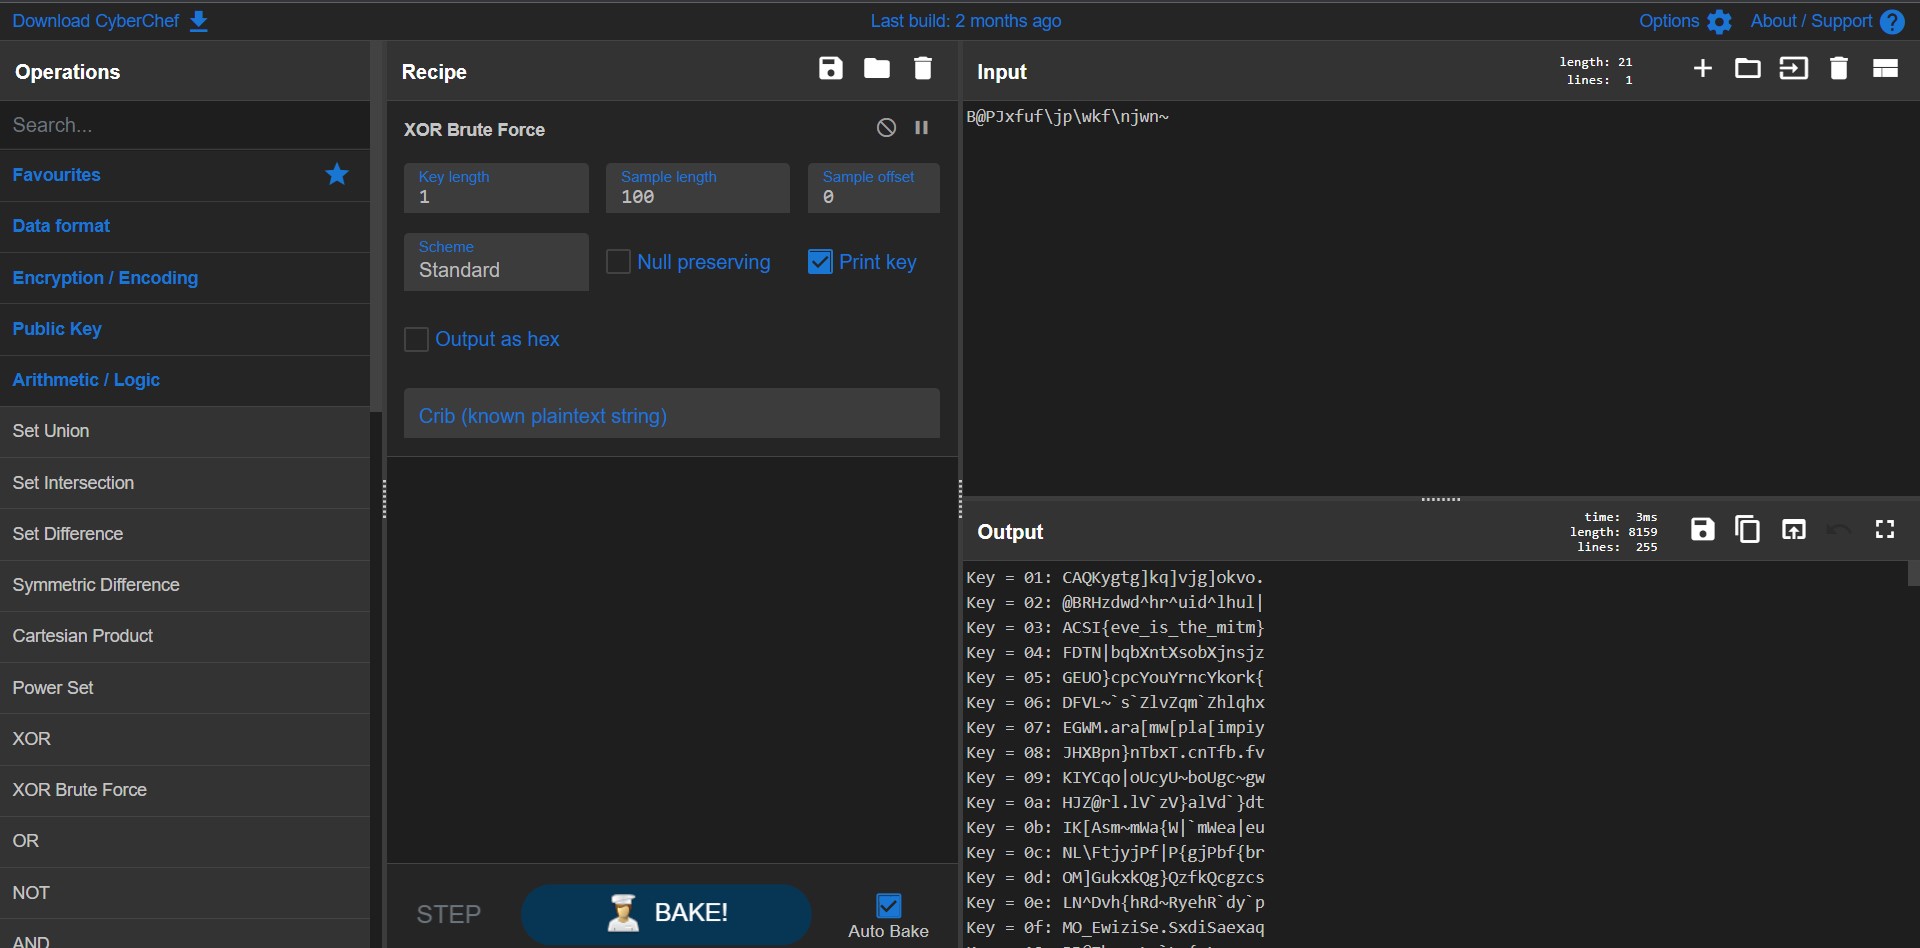 Download CyberChef
Last build: 2 months ago
Options
About / Support
Operations
Search...
Favourites
Data format
Encryption / Encoding
Public Key
Arithmetic / Logic
Set Union
Set Intersection
Set Difference
Symmetric Difference
Cartesian Product
Power Set
XOR
XOR Brute Force
OR
NOT
AND
Recipe
XOR Brute Force
Key length
1
Sample length
100
Sample offset
0
Scheme
Standard
Null preserving
Print key
Output as hex
Crib (known plaintext string)
STEP
BAKE!
Auto Bake
Input
length: 21
lines: 1
B@PJxfuf\jp\wkf\njwn~
Output
time: 3ms
length: 8159
lines: 255
Key = 01: CAQKygtg]kq]vjg]okvo.
Key = 02: @BRHzdwd^hr^uid^lhul|
Key = 03: ACSI{eve_is_the_mitm}
Key = 04: FDTN|bqbXntXsobXjnsjz
Key = 05: GEUO}cpcYouYrncYkork{
Key = 06: DFVL~`s`ZlvZqm`Zhlqhx
Key = 07: EGWM.ara[mw[pla[impiy
Key = 08: JHXBpn}nTbxT.cnTfb.fv
Key = 09: KIYCqo|oUcyU~boUgc~gw
Key = 0a: HJZ@rl.lV`zV}alVd`}dt
Key = 0b: IK[Asm~mWa{W|`mWea|eu
Key = 0c: NL\FtjyjPf|P{gjPbf{br
Key = 0d: OM]GukxkQg}QzfkQcgzcs
Key = 0e: LN^Dvh{hRd~RyehR`dy`p
Key = 0f: MO_EwiziSe.SxdiSaexaq